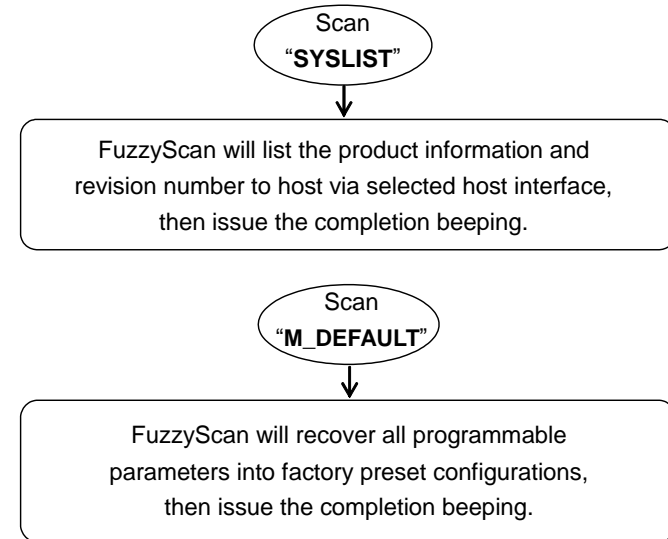 Scan
“SYSLIST”
FuzzyScan will list the product information and
revision number to host via selected host interface,
then issue the completion beeping.
Scan
“M_DEFAULT”
FuzzyScan will recover all programmable
parameters into factory preset configurations,
then issue the completion beeping.